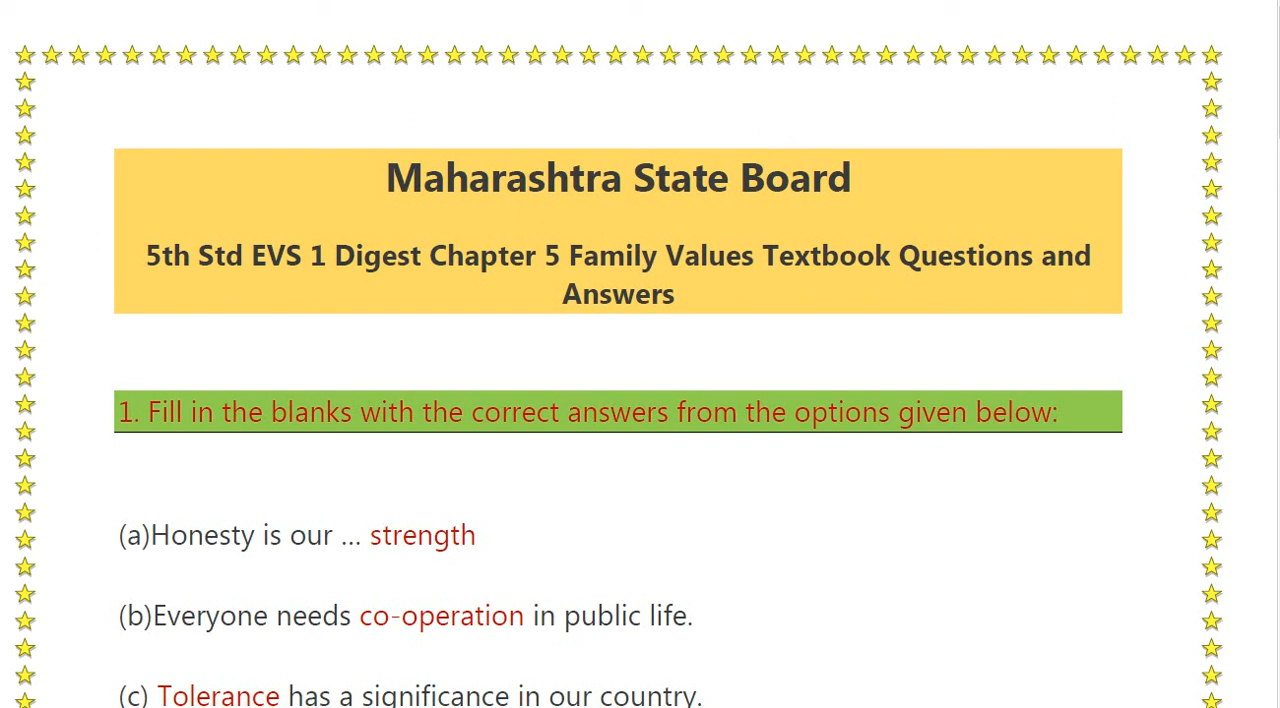 Maharashtra State Board
5th Std EVS 1 Digest Chapter 5 Family Values Textbook Questions and
Answers
1. Fill in the blanks with the correct answers from the options given below:
(a)Honesty is our ... strength
(b)Everyone needs co-operation in public life.
(c) Tolerance has a significance in our country.